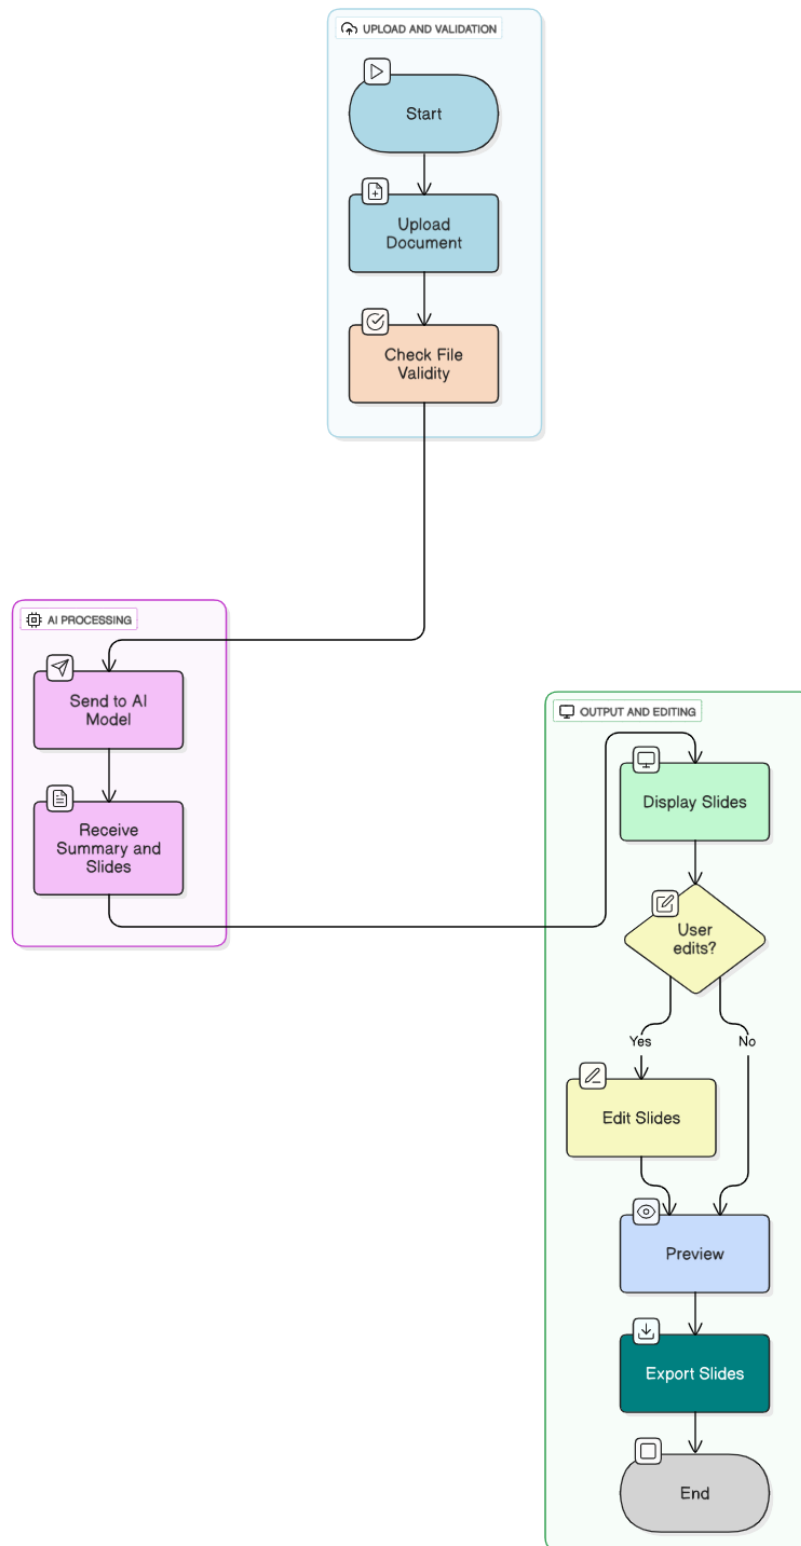 UPLOAD AND VALIDATION
Start
Upload
Document
Check File
Validity
AI PROCESSING
Send to AI
Model
Receive
Summary and
Slides
OUTPUT AND EDITING
Display Slides
User
edits?
Yes
No
Edit Slides
Preview
Export Slides
End